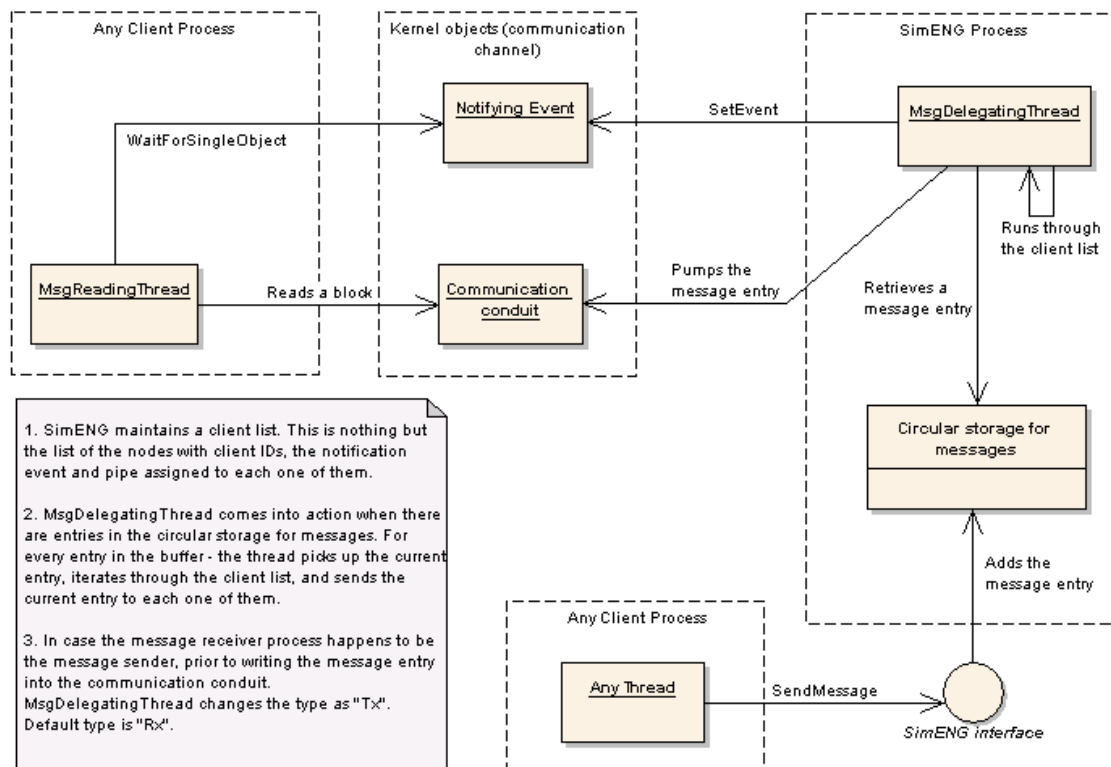 Any Client Process
Kernel objects (communication
channel)
SimENG Process
Notifying Event
SetEvent
MsgDelegatingThread
WaitForSingleObject
Runs through
the client list
MsgReadingThread
Reads a block
Communication
conduit
Pumps the
message entry
Retrieves a
message entry
Circular storage for
messages
1. SimENG maintains a client list. This is nothing but
the list of the nodes with client IDs, the notification
event and pipe assigned to each one of them.
2. MsgDelegatingThread comes into action when there
are entries in the circular storage for messages. For
every entry in the buffer - the thread picks up the current
entry, iterates through the client list, and sends the
current entry to each one of them.
3. In case the message receiver process happens to be
the message sender, prior to writing the message entry
into the communication conduit.
MsgDelegatingThread changes the type as "Tx".
Default type is "Rx".
Adds the
message entry
Any Client Process
Any Thread
SendMessage
SimENG interface